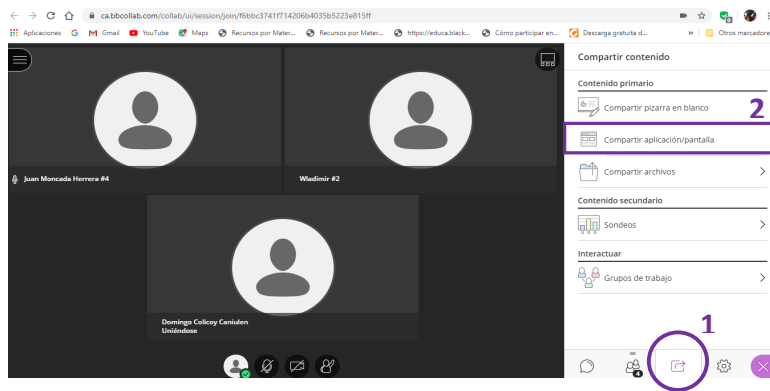 ca.bbcollab.com/collab/ui/session/join/f6bbc3741f714206b4035b5223e815ff
Aplicaciones G Gmail YouTube Maps Recursos por Mater... Recursos por Mater... https://educa.black... Cómo participar en... Descarga gratuita d... » Otros marcadore
Compartir contenido
Contenido primario
Compartir pizarra en blanco
2
Compartir aplicación/pantalla
Compartir archivos
Contenido secundario
Sondeos
Interactuar
Grupos de trabajo
Juan Moncada Herrera #4
Wladimir #2
Domingo Colicoy Caniulen
Uniéndose
1
4